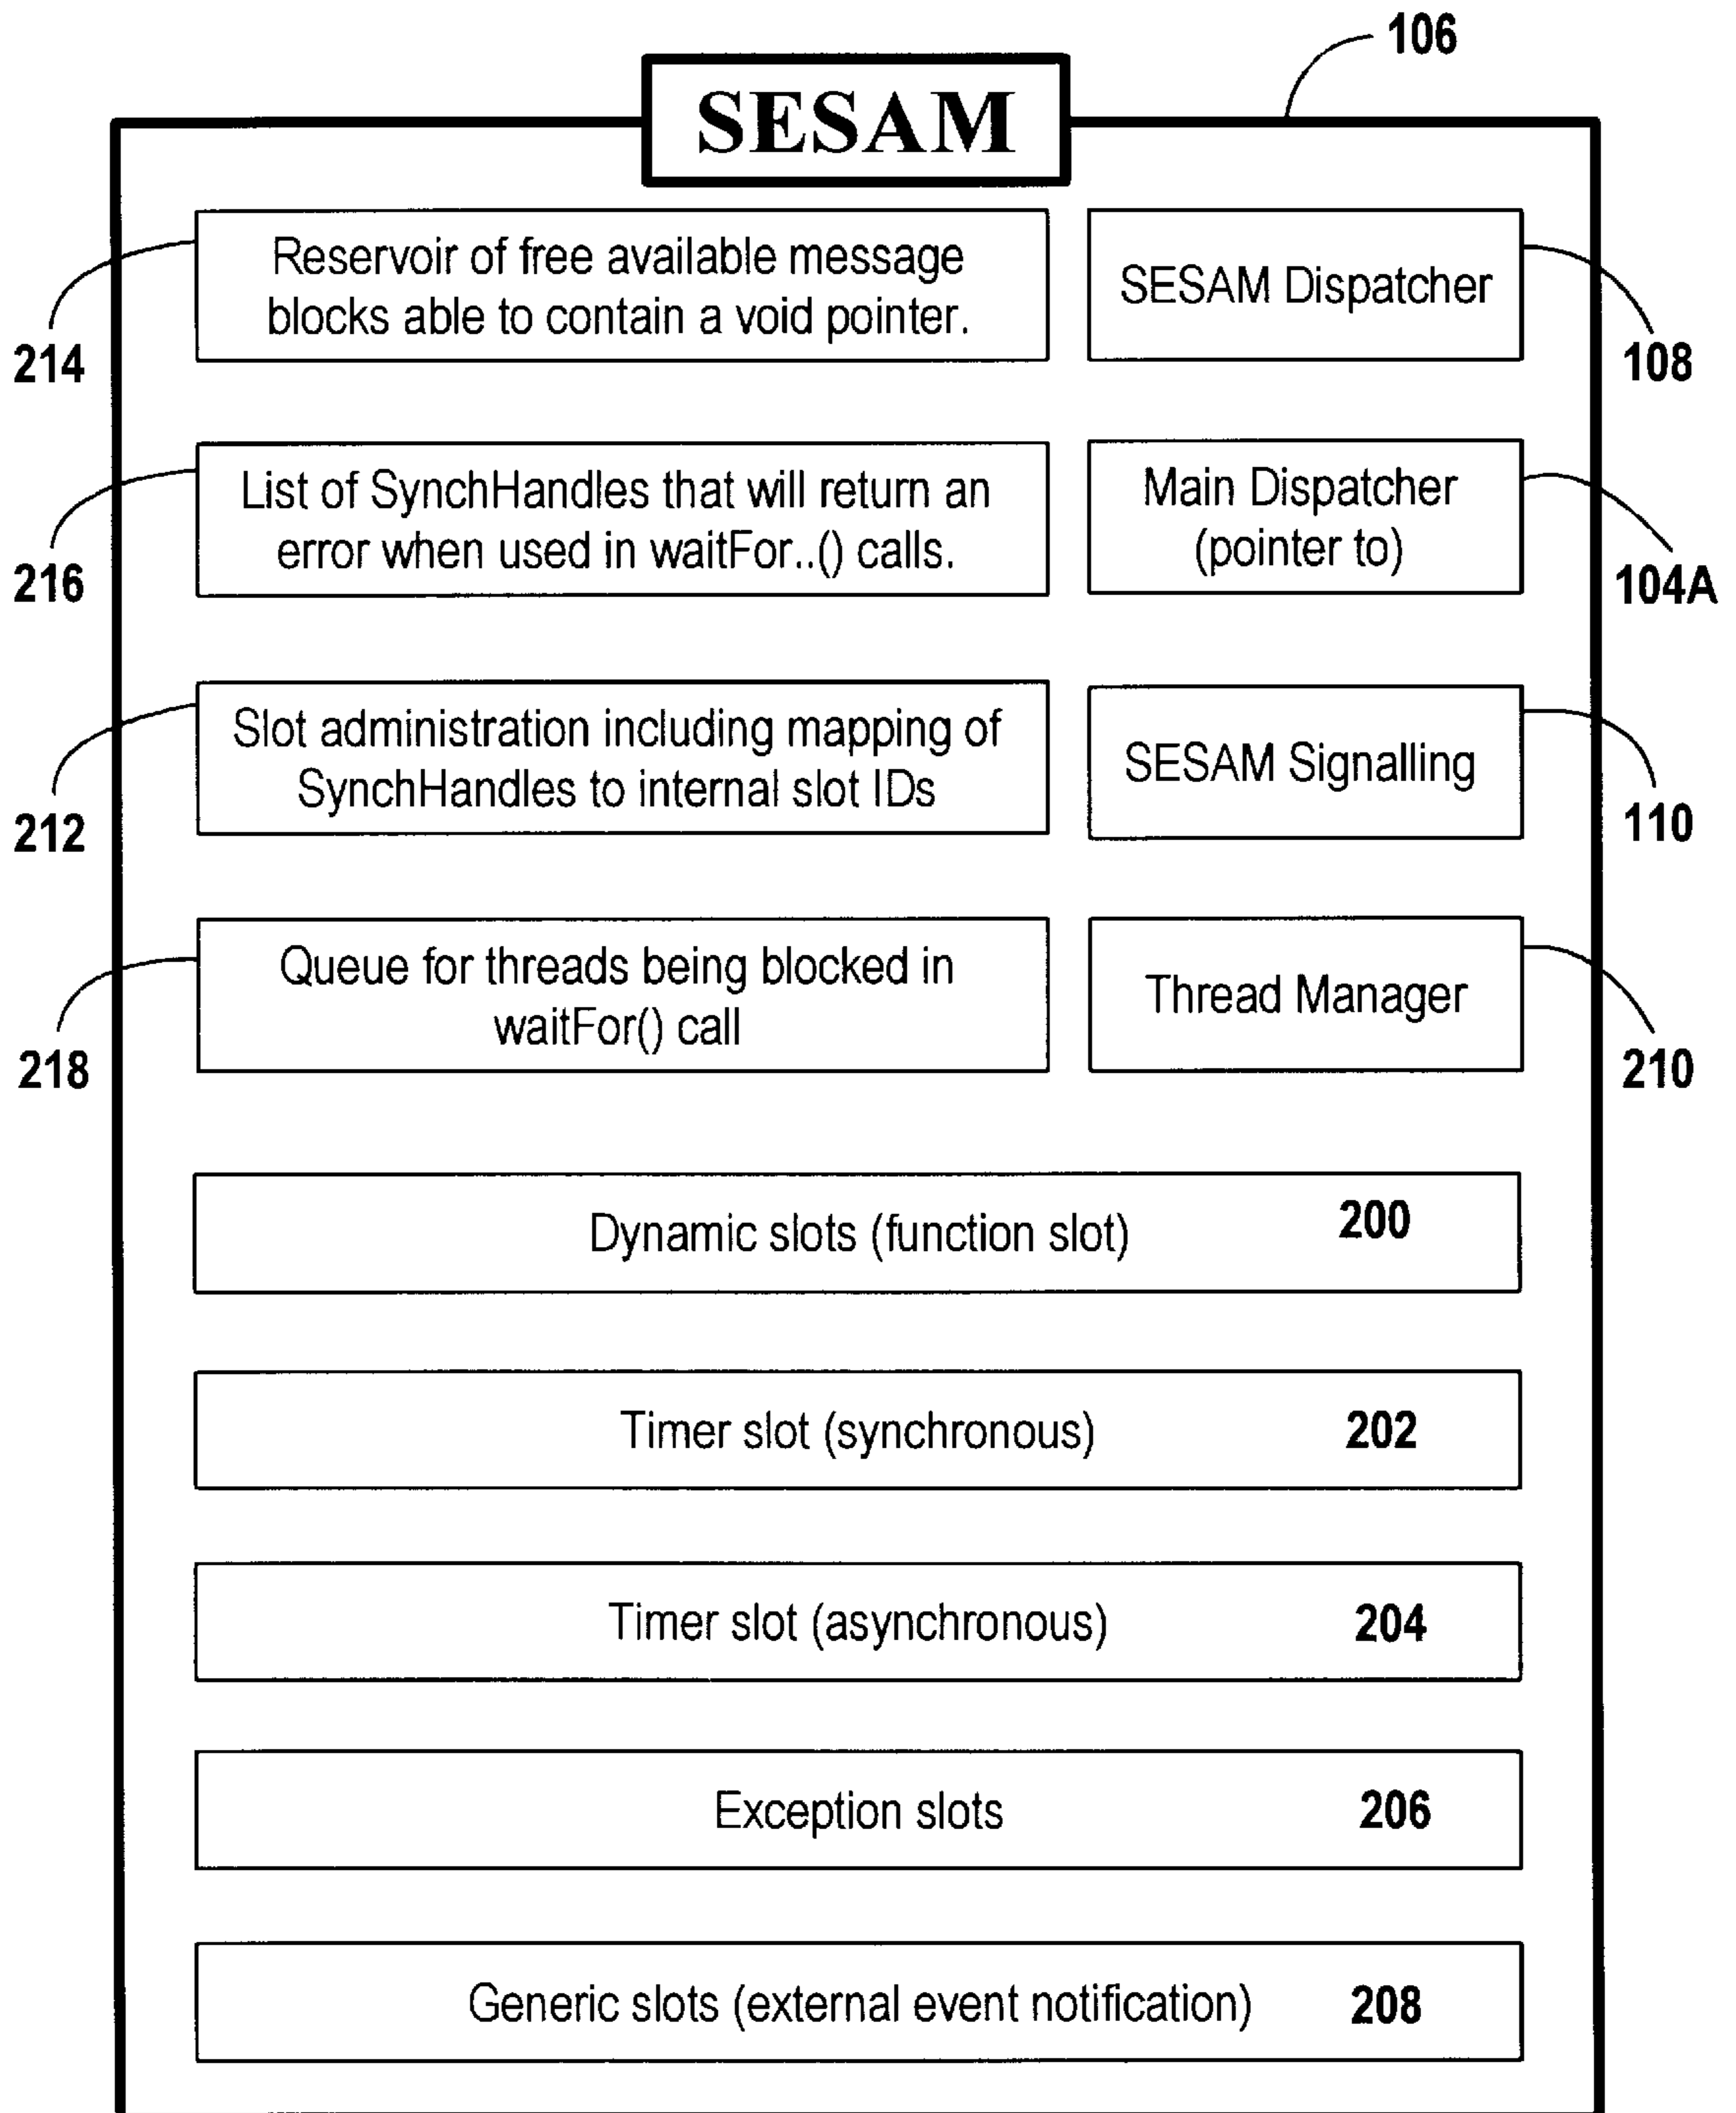 106
SESAM
Reservoir of free available message
blocks able to contain a void pointer.
SESAM Dispatcher
214
108
List of SynchHandles that will return an
error when used in waitFor..() calls.
Main Dispatcher
(pointer to)
216
104A
Slot administration including mapping of
SynchHandles to internal slot IDs
SESAM Signalling
212
110
Queue for threads being blocked in
waitFor() call
Thread Manager
218
210
Dynamic slots (function slot) 200
Timer slot (synchronous) 202
Timer slot (asynchronous) 204
Exception slots 206
Generic slots (external event notification) 208